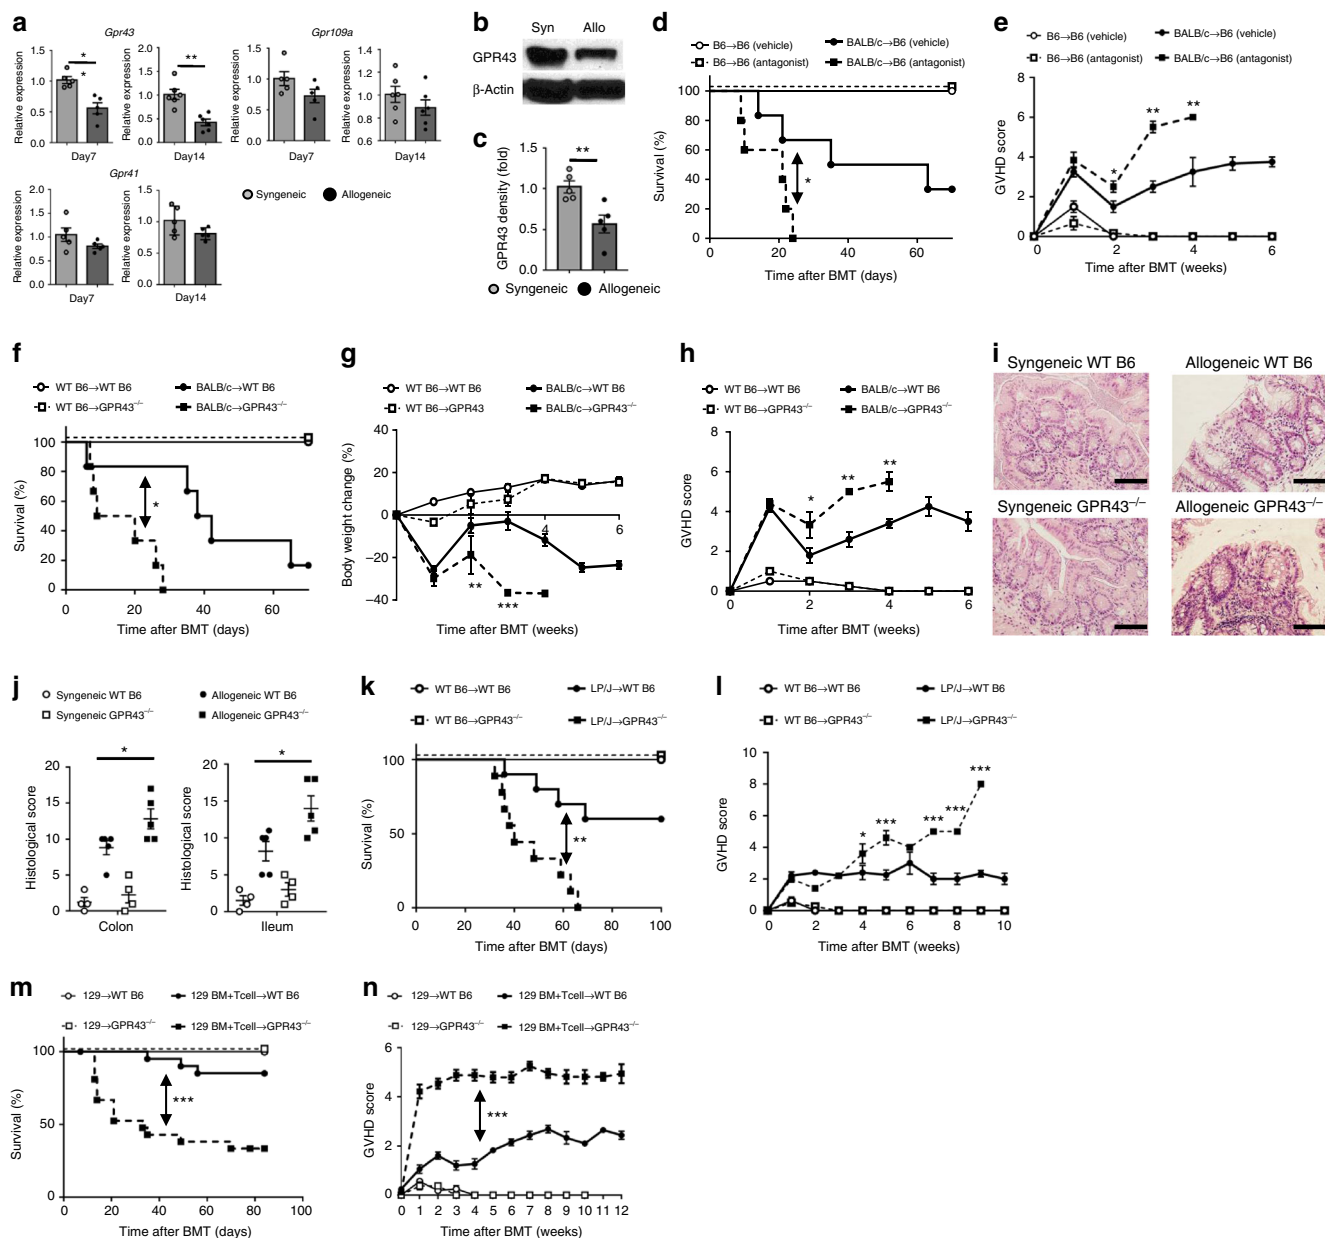 a
Gpr43
Gpr109a
Relative expression
1.5
1.0
0.5
0.0
*
*
Day7
Relative expression
2.0
1.5
1.0
0.5
0.0
**
Day14
Relative expression
1.5
1.0
0.5
0.0
Day7
Relative expression
1.4
1.2
1.0
0.8
0.6
Day14
Gpr41
Relative expression
2.0
1.5
1.0
0.5
0.0
Day7
Relative expression
1.5
1.0
0.5
0.0
Day14
Syngeneic
Allogeneic
b
Syn Allo
GPR43
β-Actin
c
GPR43 density (fold)
1.5
1.0
0.5
0.0
**
Syngeneic
Allogeneic
d
B6→B6 (vehicle)
BALB/c→B6 (vehicle)
B6→B6 (antagonist)
BALB/c→B6 (antagonist)
Survival (%)
100
80
60
40
20
0
*
0 20 40 60
Time after BMT (days)
e
B6→B6 (vehicle)
BALB/c→B6 (vehicle)
B6→B6 (antagonist)
BALB/c→B6 (antagonist)
GVHD score
8
6
4
2
0
*
**
**
0 2 4 6
Time after BMT (weeks)
f
WT B6→WT B6
BALB/c→WT B6
WT B6→GPR43−/−
BALB/c→GPR43−/−
Survival (%)
100
80
60
40
20
0
*
0 20 40 60
Time after BMT (days)
g
WT B6→WT B6
BALB/c→WT B6
WT B6→GPR43
BALB/c→GPR43−/−
Body weight change (%)
40
20
0
−20
−40
4 6
**
***
Time after BMT (weeks)
h
WT B6→WT B6
BALB/c→WT B6
WT B6→GPR43−/−
BALB/c→GPR43−/−
GVHD score
8
6
4
2
0
*
**
**
0 2 4 6
Time after BMT (weeks)
i
Syngeneic WT B6
Allogeneic WT B6
Syngeneic GPR43−/−
Allogeneic GPR43−/−
j
Syngeneic WT B6
Allogeneic WT B6
Syngeneic GPR43−/−
Allogeneic GPR43−/−
Histological score
20
15
10
5
0
*
Colon
Histological score
20
15
10
5
0
*
Ileum
k
WT B6→WT B6
LP/J→WT B6
WT B6→GPR43−/−
LP/J→GPR43−/−
Survival (%)
100
50
0
**
0 20 40 60 80 100
Time after BMT (days)
l
WT B6→WT B6
LP/J→WT B6
WT B6→GPR43−/−
LP/J→GPR43−/−
GVHD score
10
8
6
4
2
0
*
***
***
***
***
0 2 4 6 8 10
Time after BMT (weeks)
m
129→WT B6
129 BM+Tcell→WT B6
129→GPR43−/−
129 BM+Tcell→GPR43−/−
Survival (%)
100
50
0
***
0 20 40 60 80 100
Time after BMT (days)
n
129→WT B6
129 BM+Tcell→WT B6
129→GPR43−/−
129 BM+Tcell→GPR43−/−
GVHD score
6
4
2
0
***
0 1 2 3 4 5 6 7 8 9 10 11 12
Time after BMT (weeks)